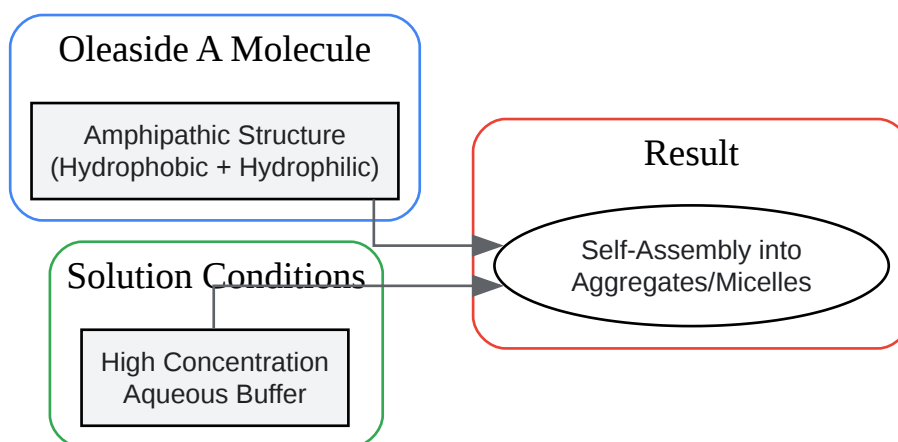 Oleaside A Molecule
Amphipathic Structure
(Hydrophobic + Hydrophilic)
Result
Self-Assembly into
Aggregates/Micelles
Solution Conditions
High Concentration
Aqueous Buffer